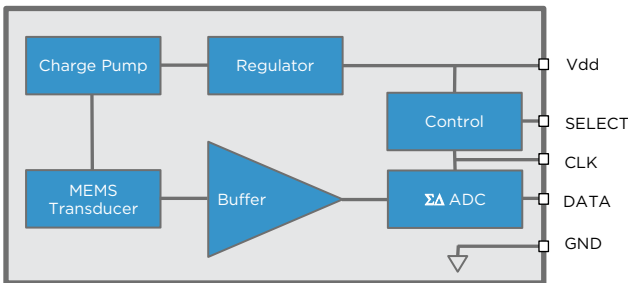 Charge Pump
Regulator
Vdd
Control
SELECT
CLK
MEMS
Transducer
Buffer
ΣΔ ADC
DATA
GND